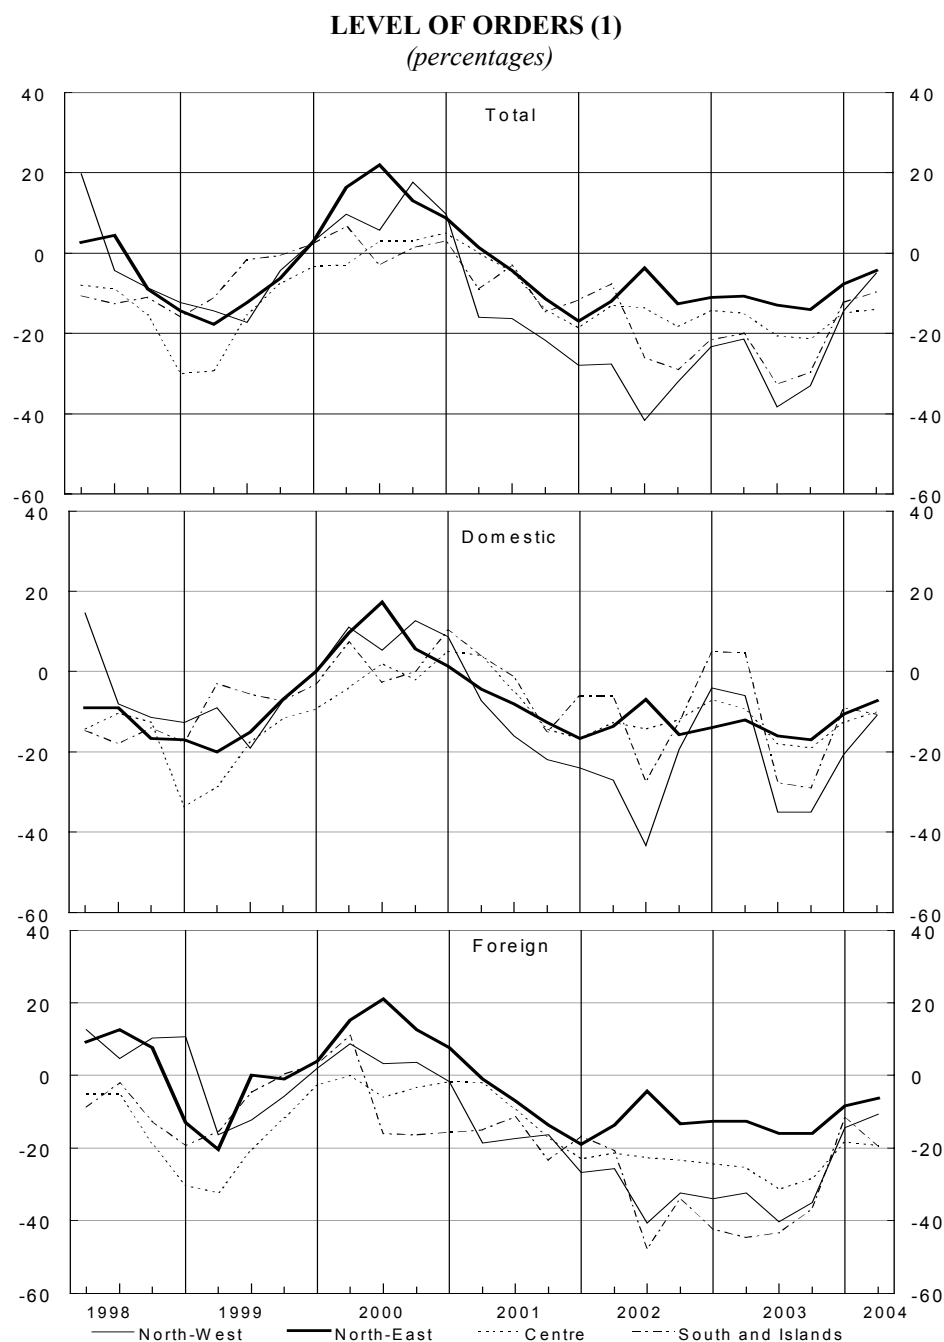 LEVEL OF ORDERS (1)
(percentages)
40 40
Total
20 20
0 0
-20 -20
-40 -40
-60 -60
40 40
Domestic
20 20
0 0
-20 -20
-40 -40
-60 -60
40 40
Foreign
20 20
0 0
-20 -20
-40 -40
-60 -60
1998 1999 2000 2001 2002 2003 2004
North-West North-East Centre South and Islands